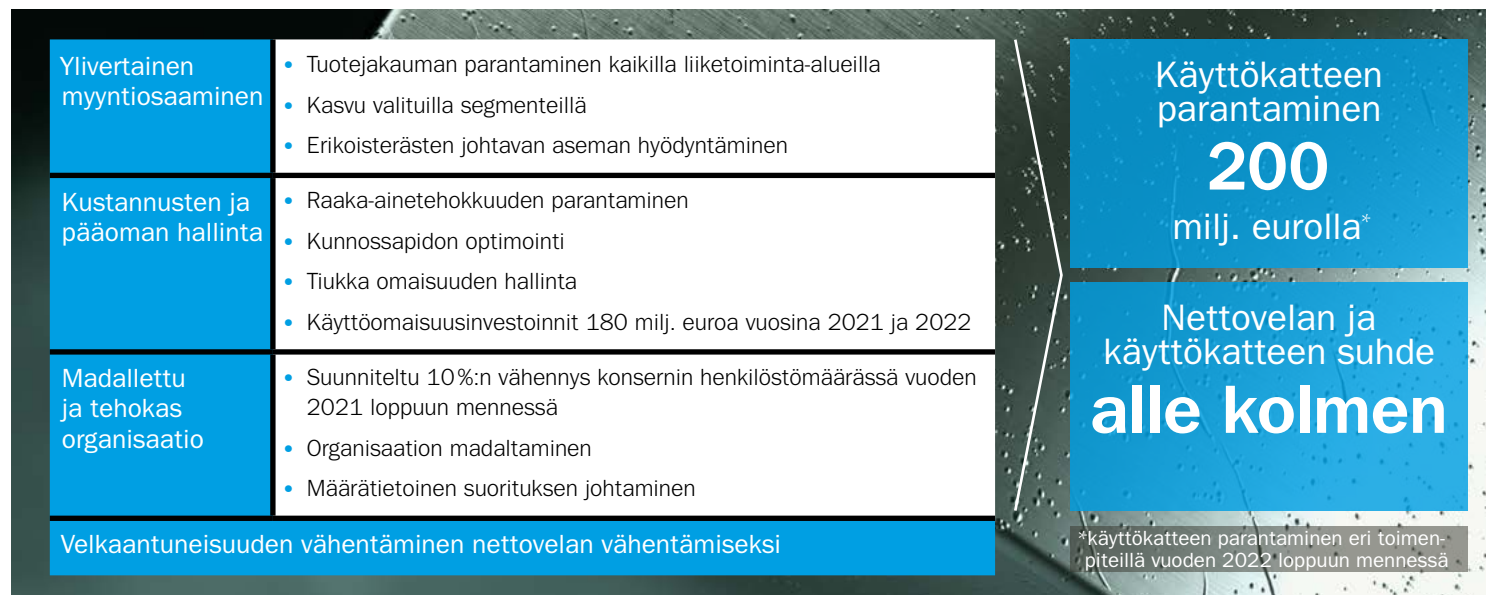 Ylivertainen
myyntiosaaminen
• Tuotejakauman parantaminen kaikilla liiketoiminta-alueilla
• Kasvu valituilla segmenteillä
• Erikoisterästen johtavan aseman hyödyntäminen
Kustannusten ja
pääoman hallinta
• Raaka-ainetehokkuuden parantaminen
• Kunnossapidon optimointi
• Tiukka omaisuuden hallinta
• Käyttöomaisuusinvestoinnit 180 milj. euroa vuosina 2021 ja 2022
Madallettu
ja tehokas
organisaatio
• Suunniteltu 10%:n vähennys konsernin henkilöstömäärässä vuoden
2021 loppuun mennessä
• Organisaation madaltaminen
• Määrätietoinen suorituksen johtaminen
Velkaantuneisuuden vähentäminen nettovelan vähentämiseksi
Käyttökatteen
parantaminen
200
milj. eurolla*
Nettovelan ja
käyttökatteen suhde
alle kolmen
*käyttökatteen parantaminen eri toimen-
piteillä vuoden 2022 loppuun mennessä